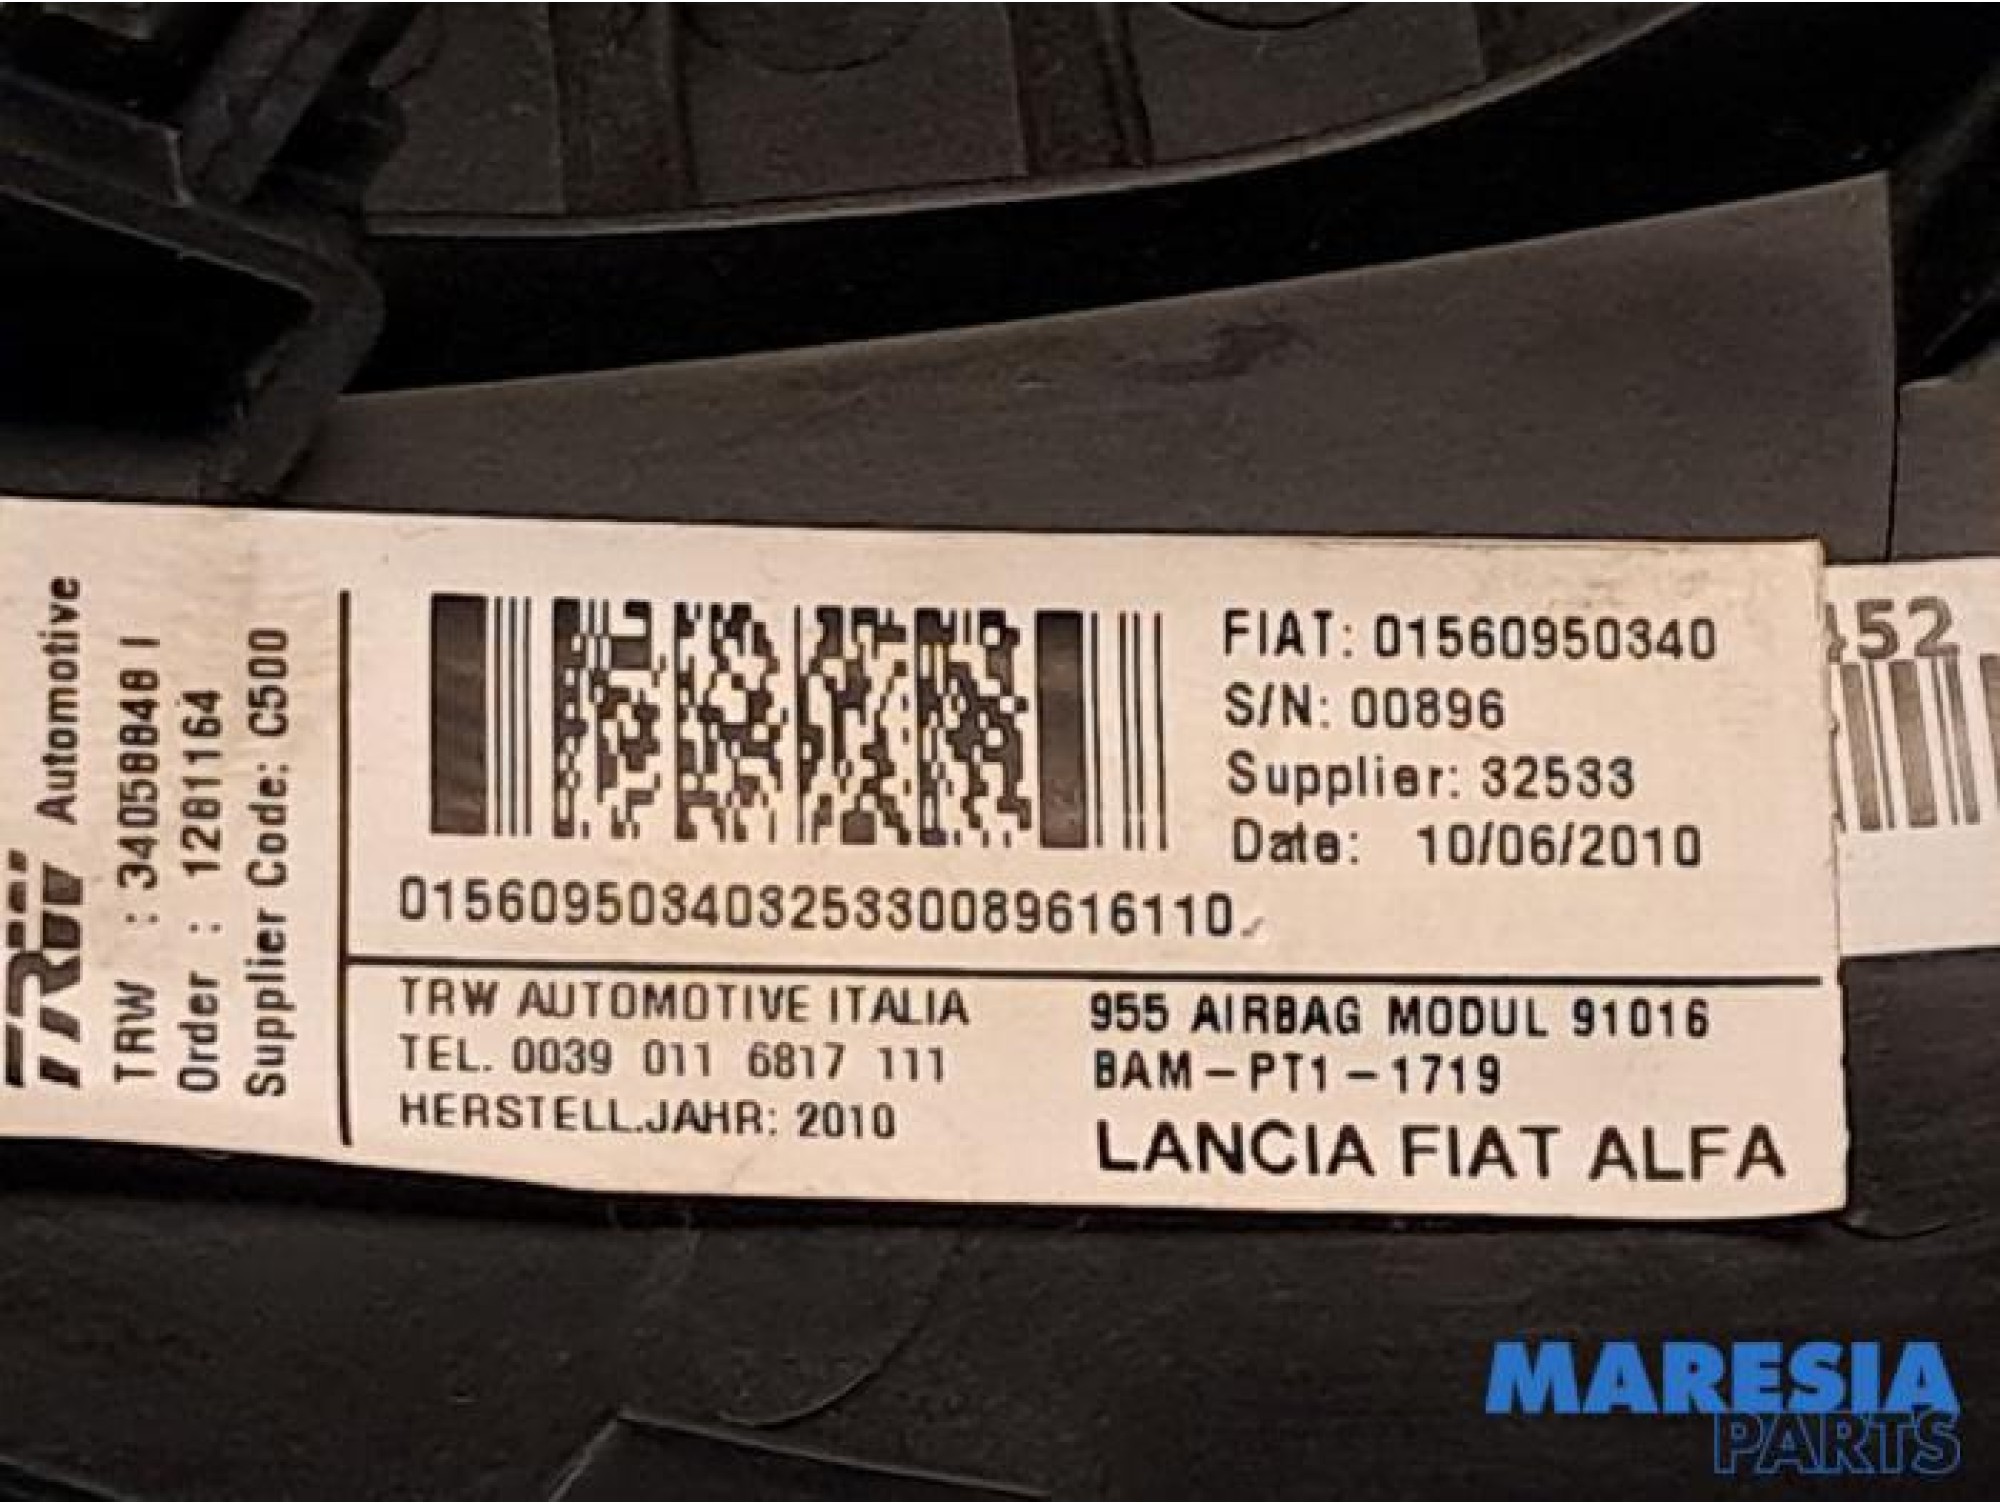 TRW Automotive
TRW : 34058848 I
Order : 12811164
Supplier Code: C500
FIAT: 01560950340
S/N: 00896
Supplier: 32533
Date: 10/06/2010
01560950340325330089616110
TRW AUTOMOTIVE ITALIA
TEL. 0039 011 6817 111
HERSTELL.JAHR: 2010
955 AIRBAG MODUL 91016
BAM-PT1-1719
LANCIA FIAT ALFA
52
MARESIA
PARTS